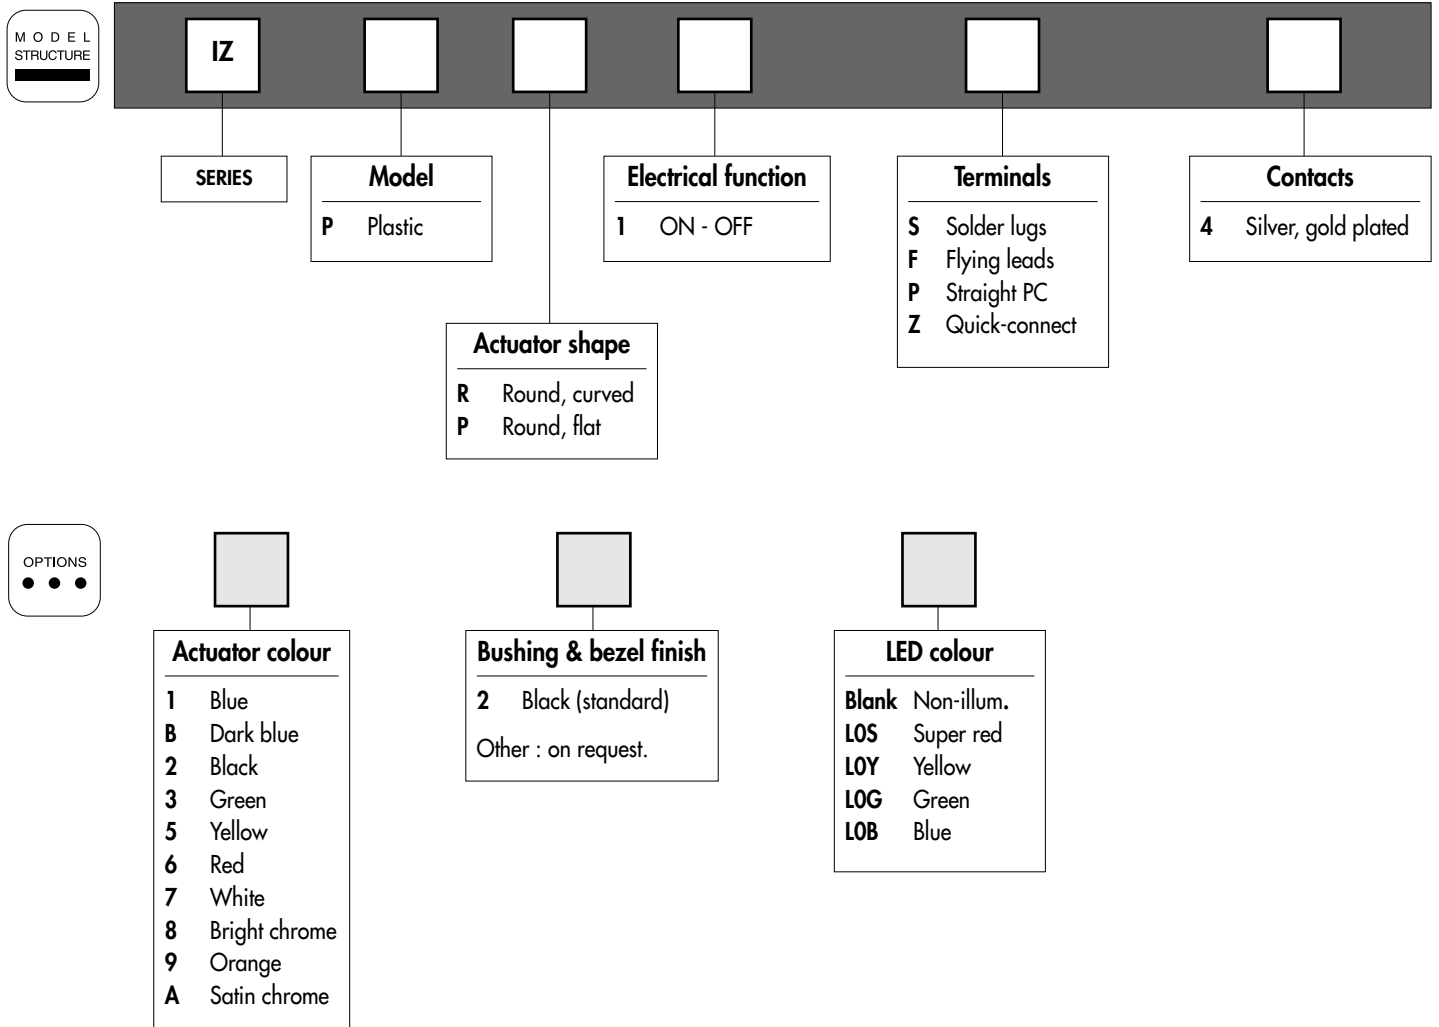 MODEL
STRUCTURE
IZ
SERIES
Model
P Plastic
Actuator shape
R Round, curved
P Round, flat
Electrical function
1 ON - OFF
Terminals
S Solder lugs
F Flying leads
P Straight PC
Z Quick-connect
Contacts
4 Silver, gold plated
OPTIONS
Actuator colour
1 Blue
B Dark blue
2 Black
3 Green
5 Yellow
6 Red
7 White
8 Bright chrome
9 Orange
A Satin chrome
Bushing & bezel finish
2 Black (standard)
Other : on request.
LED colour
Blank Non-illum.
L0S Super red
L0Y Yellow
L0G Green
L0B Blue